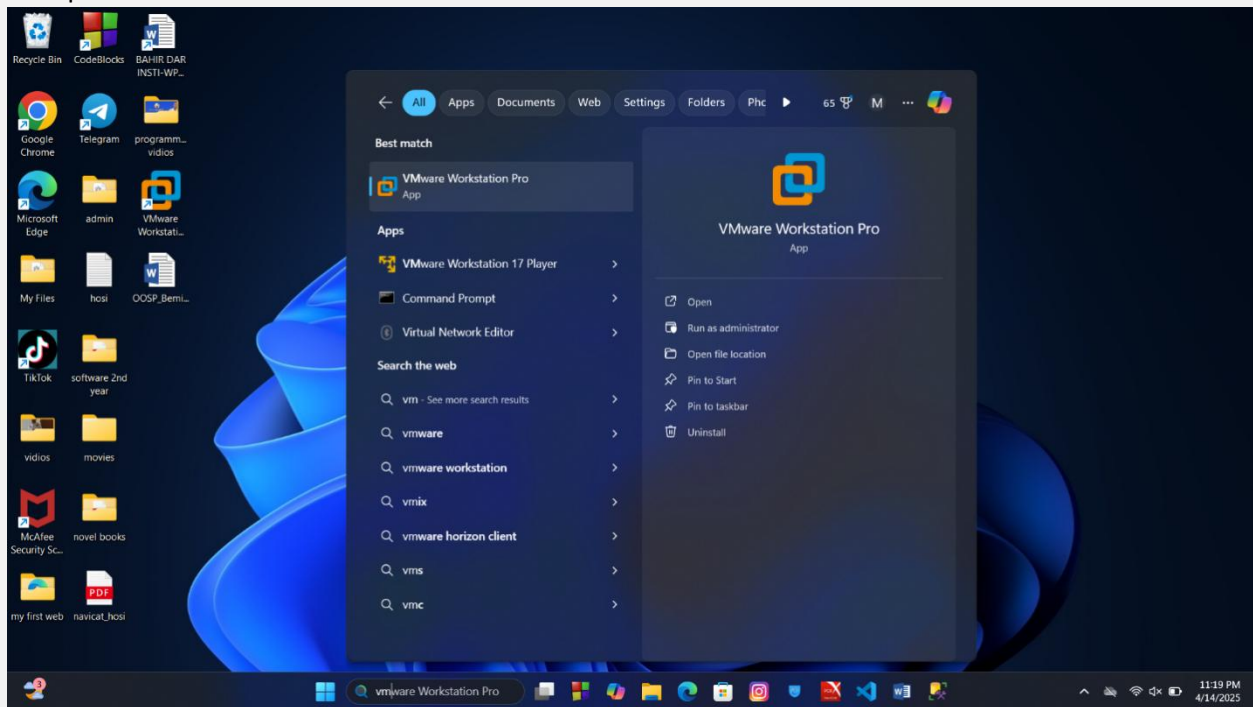 Recycle Bin
CodeBlocks
BAHIR DAR
INSTI-WP...
Google
Chrome
Telegram
programm...
vidios
Microsoft
Edge
admin
VMware
Workstati...
My Files
hosi
OOSP_Bemi...
TikTok
software 2nd
year
vidios
movies
McAfee
Security Sc...
novel books
my first web
PDF
navicat_hosi
All Apps Documents Web Settings Folders Phc 65 M ...
Best match
VMware Workstation Pro
App
Apps
VMware Workstation 17 Player
Command Prompt
Virtual Network Editor
Search the web
vm - See more search results
vmware
vmware workstation
vmix
vmware horizon client
vms
vmc
VMware Workstation Pro
App
Open
Run as administrator
Open file location
Pin to Start
Pin to taskbar
Uninstall
3
vmware Workstation Pro
11:19 PM
4/14/2025